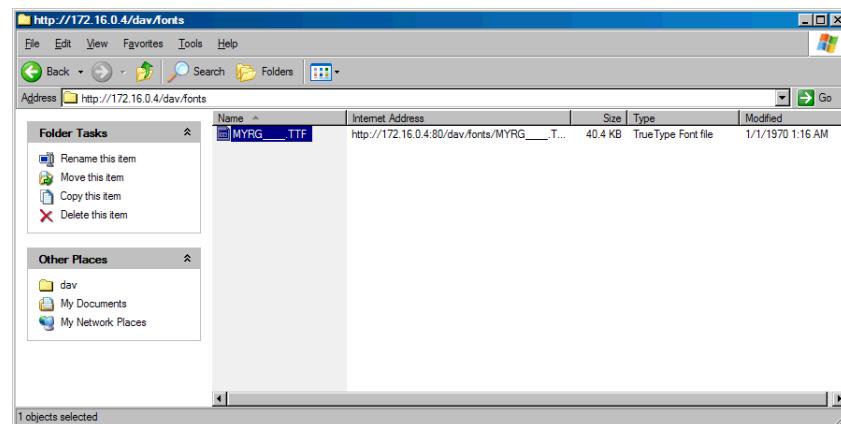 http://172.16.0.4/dav/fonts
File Edit View Favorites Tools Help
Back Search Folders
Address http://172.16.0.4/dav/fonts Go
Name Internet Address Size Type Modified
MYRG____.TTF http://172.16.0.4:80/dav/fonts/MYRG____.T... 40.4 KB TrueType Font file 1/1/1970 1:16 AM
Folder Tasks
Rename this item
Move this item
Copy this item
Delete this item
Other Places
dav
My Documents
My Network Places
1 objects selected